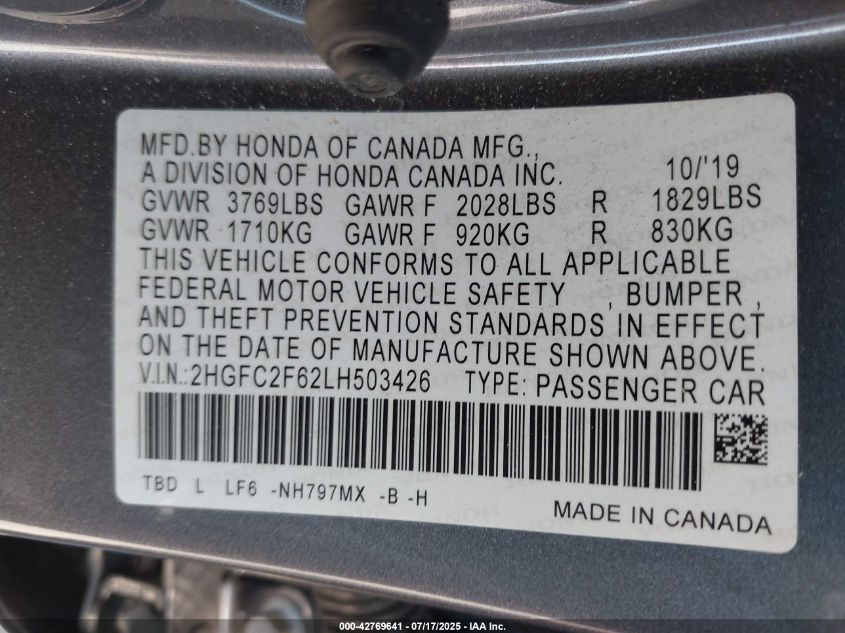 MFD.BY HONDA OF CANADA MFG.,
A DIVISION OF HONDA CANADA INC. 10/'19
GVWR 3769LBS GAWR F 2028LBS R 1829LBS
GVWR 1710KG GAWR F 920KG R 830KG
THIS VEHICLE CONFORMS TO ALL APPLICABLE
FEDERAL MOTOR VEHICLE SAFETY , BUMPER ,
AND THEFT PREVENTION STANDARDS IN EFFECT
ON THE DATE OF MANUFACTURE SHOWN ABOVE.
V.I.N.:2HGFC2F62LH503426 TYPE: PASSENGER CAR
TBD L LF6 -NH797MX -B -H
MADE IN CANADA
000-42769641 / 07/17/2025 - IAA Inc.